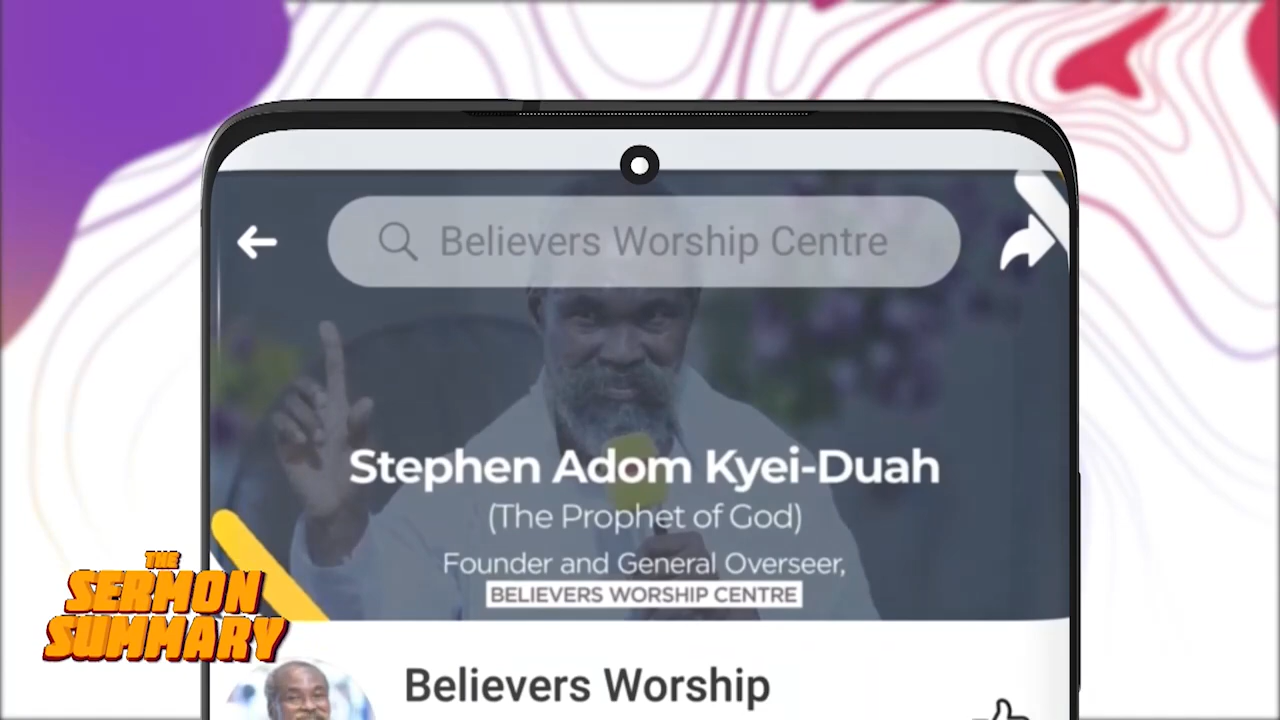 Believers Worship Centre
Stephen Adom Kyei-Duah
(The Prophet of God)
Founder and General Overseer,
BELIEVERS WORSHIP CENTRE
THE
SERMON
SUMMARY
Believers Worship